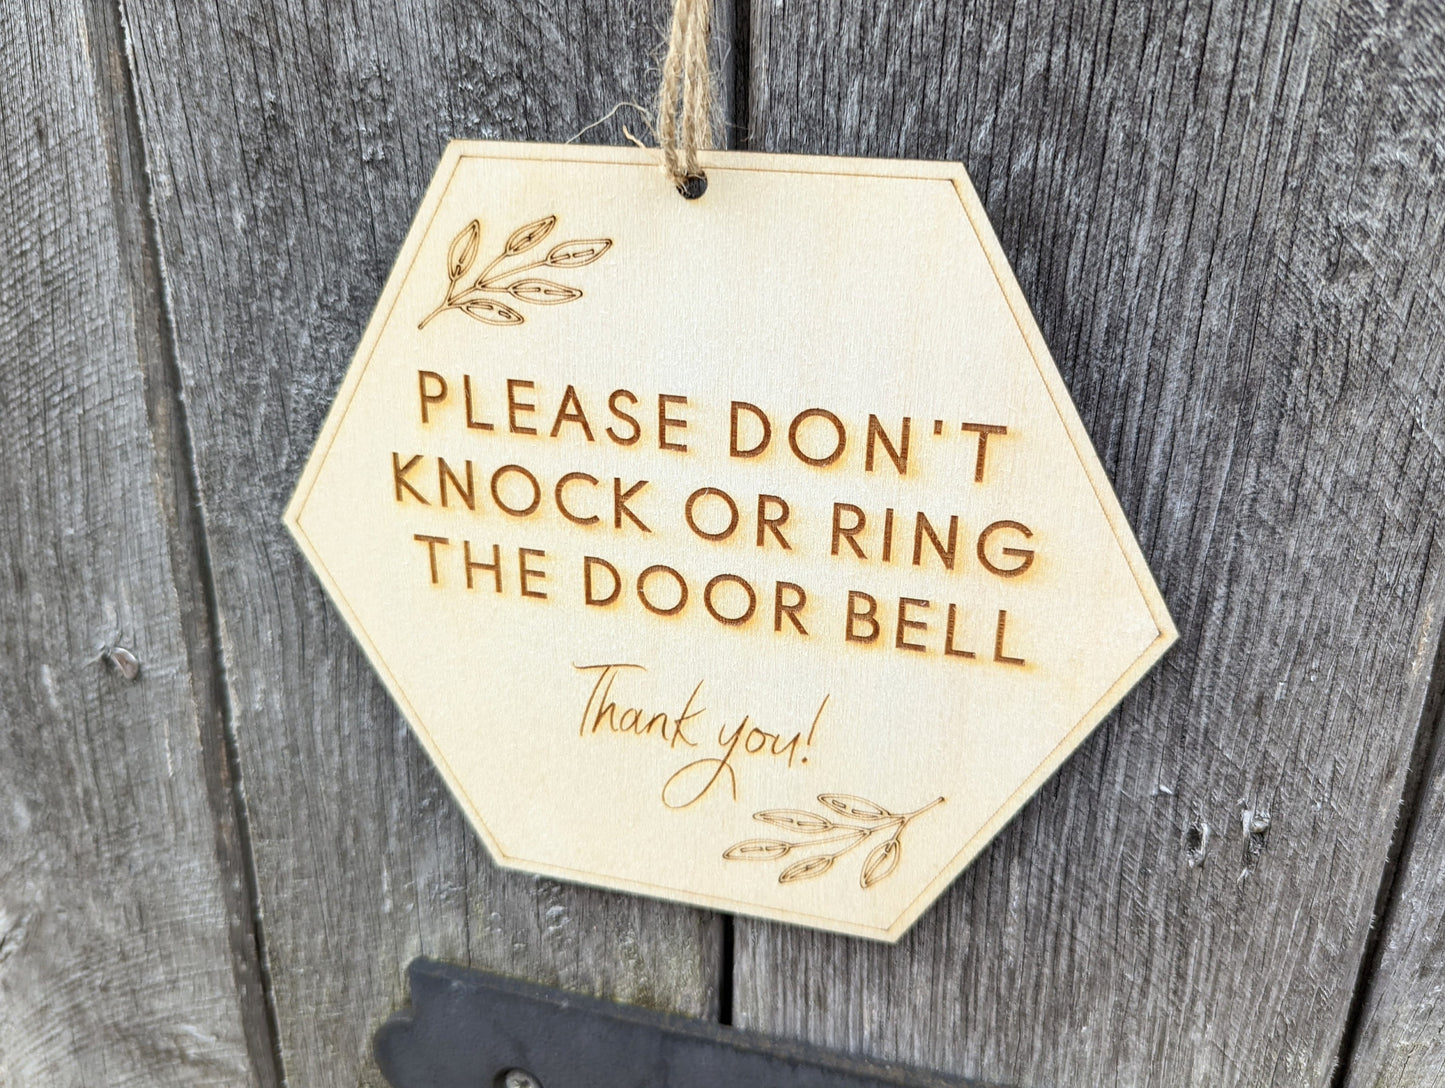 PLEASE DON'T
KNOCK OR RING
THE DOOR BELL
Thank you!